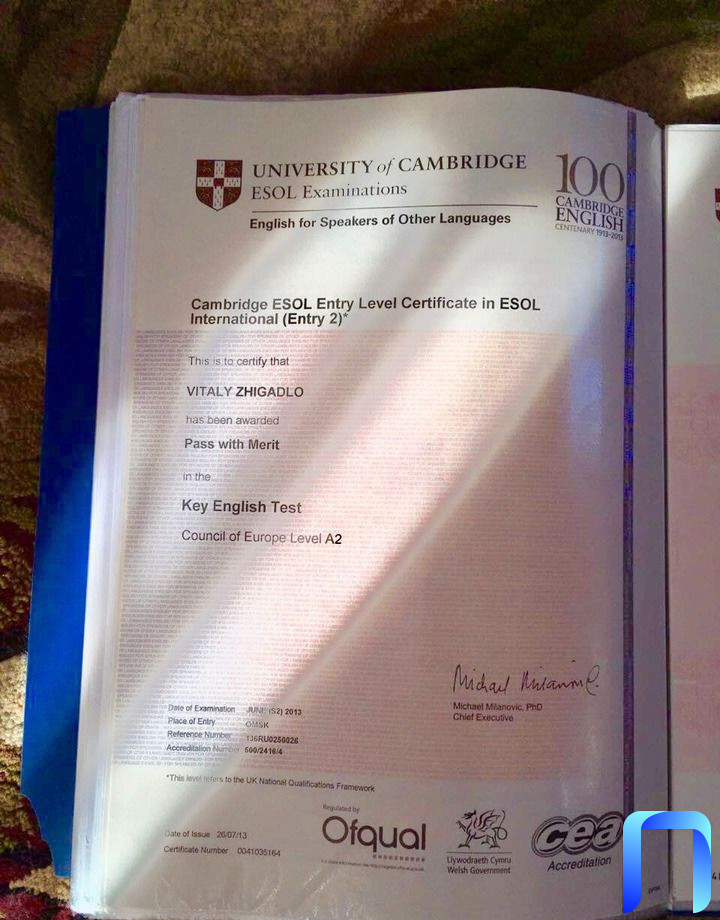 UNIVERSITY of CAMBRIDGE
ESOL Examinations
English for Speakers of Other Languages
100
CAMBRIDGE
ENGLISH
CENTENARY 1913-2013
Cambridge ESOL Entry Level Certificate in ESOL
International (Entry 2)*
This is to certify that
VITALY ZHIGADLO
has been awarded
Pass with Merit
in the
Key English Test
Council of Europe Level A2
Michael Milanovic, PhD
Chief Executive
Date of Examination JUNE (S2) 2013
Place of Entry OMSK
Reference Number 136RU0250026
Accreditation Number 500/2416/4
*This level refers to the UK National Qualifications Framework
Date of Issue 26/07/13
Certificate Number 0041035164
Regulated by
Ofqual
Llywodraeth Cymru
Welsh Government
cea
Accreditation